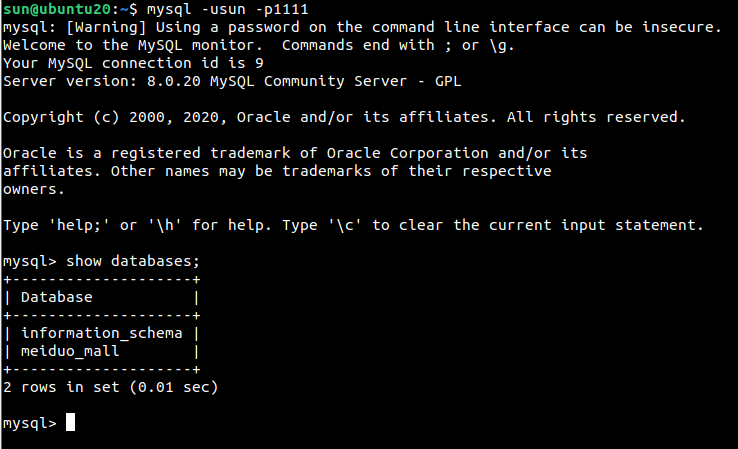 sun@ubuntu20:~$ mysql -usun -p1111
mysql: [Warning] Using a password on the command line interface can be insecure.
Welcome to the MySQL monitor.  Commands end with ; or \g.
Your MySQL connection id is 9
Server version: 8.0.20 MySQL Community Server - GPL

Copyright (c) 2000, 2020, Oracle and/or its affiliates. All rights reserved.

Oracle is a registered trademark of Oracle Corporation and/or its
affiliates. Other names may be trademarks of their respective
owners.

Type 'help;' or '\h' for help. Type '\c' to clear the current input statement.

mysql> show databases;
+--------------------+
| Database           |
+--------------------+
| information_schema |
| meiduo_mall        |
+--------------------+
2 rows in set (0.01 sec)

mysql>